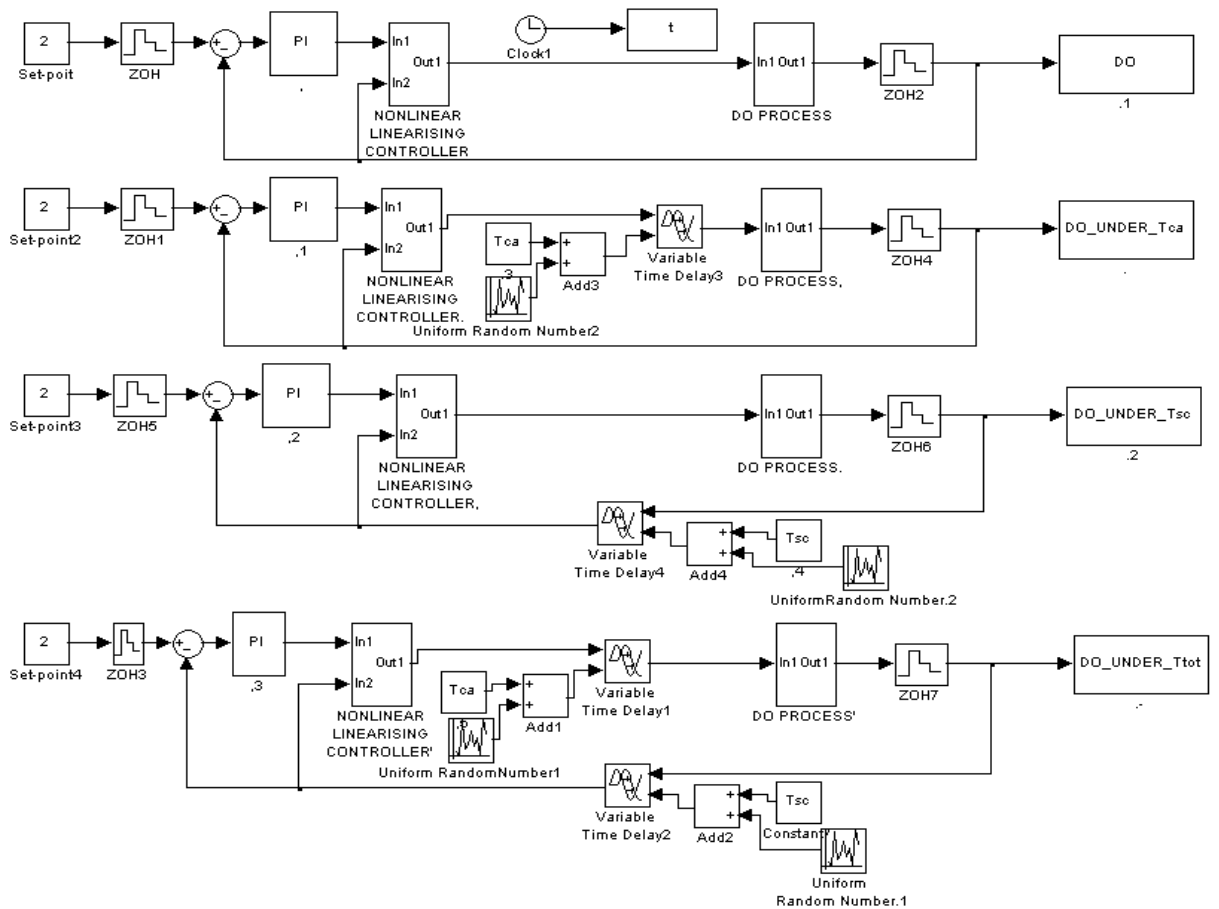 2
Set-poit
ZOH
+
-
PI
,
In1
In2
Out1
NONLINEAR
LINEARISING
CONTROLLER
Clock1
t
In1 Out1
DO PROCESS
ZOH2
DO
.1
2
Set-point2
ZOH1
+
-
PI
,1
In1
In2
Out1
NONLINEAR
LINEARISING
CONTROLLER.
Tca
3
+
+
Add3
Uniform Random Number2
Variable
Time Delay3
In1 Out1
DO PROCESS,
ZOH4
DO_UNDER_Tca
.
2
Set-point3
ZOH5
+
-
PI
,2
In1
In2
Out1
NONLINEAR
LINEARISING
CONTROLLER,
In1 Out1
DO PROCESS.
ZOH6
DO_UNDER_Tsc
.2
Variable
Time Delay4
+
+
Add4
Tsc
.4
UniformRandom Number.2
2
Set-point4
ZOH3
+
-
PI
,3
In1
In2
Out1
NONLINEAR
LINEARISING
CONTROLLER'
Tca
+
+
Add1
Uniform RandomNumber1
Variable
Time Delay1
In1 Out1
DO PROCESS'
ZOH7
DO_UNDER_Ttot
.-
Variable
Time Delay2
+
+
Add2
Tsc
Constant7
Uniform
Random Number.1